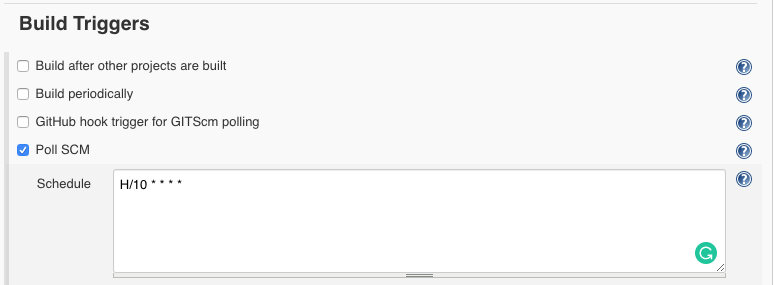 Build Triggers
Build after other projects are built
Build periodically
GitHub hook trigger for GITScm polling
Poll SCM
Schedule H/10 * * * *